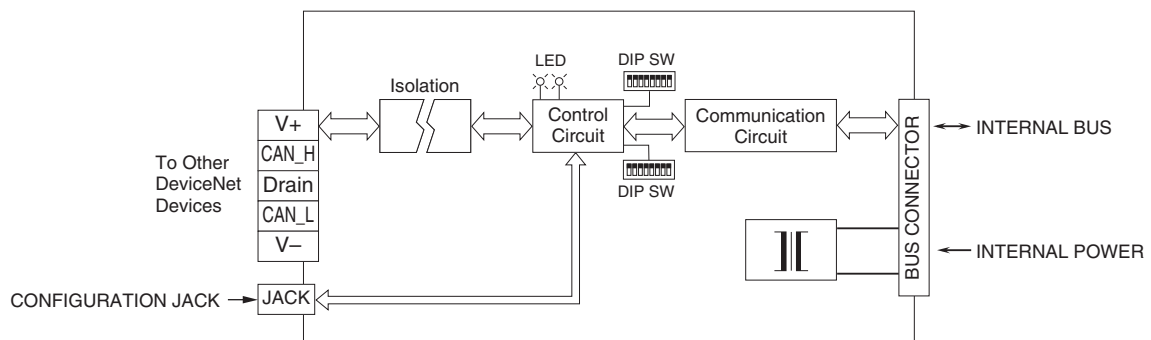 LED
DIP SW
Isolation
V+
CAN_H
Drain
CAN_L
V–
To Other
DeviceNet
Devices
Control
Circuit
Communication
Circuit
DIP SW
BUS CONNECTOR
INTERNAL BUS
INTERNAL POWER
CONFIGURATION JACK
JACK